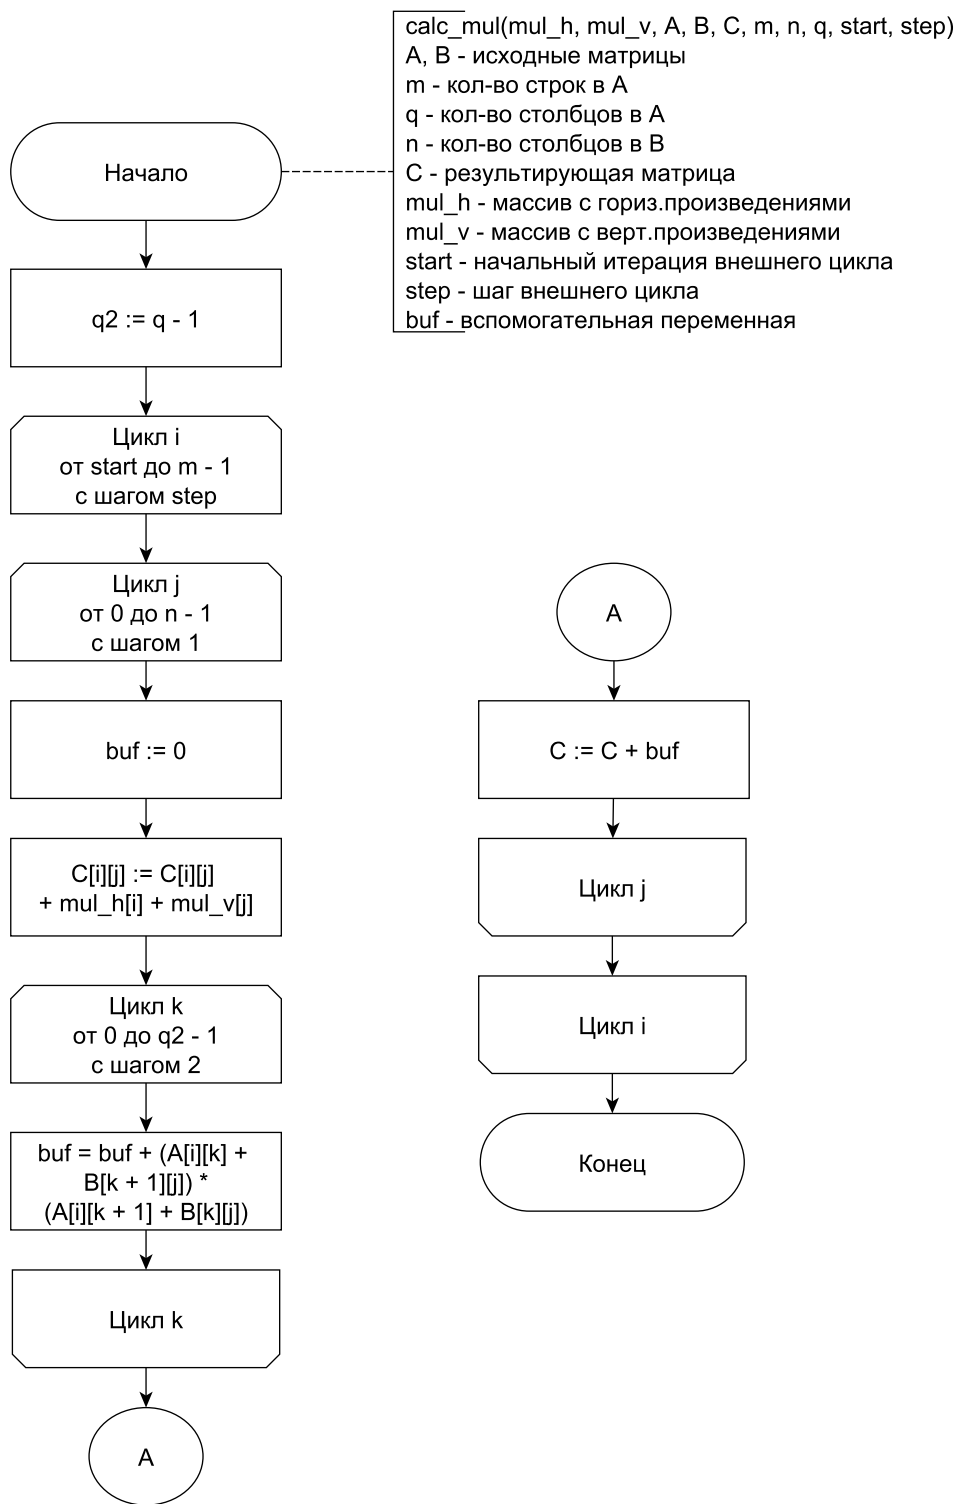 calc_mul(mul_h, mul_v, A, B, C, m, n, q, start, step)
A, B - исходные матрицы
m - кол-во строк в A
q - кол-во столбцов в A
n - кол-во столбцов в B
C - результирующая матрица
mul_h - массив с гориз.произведениями
mul_v - массив с верт.произведениями
start - начальный итерация внешнего цикла
step - шаг внешнего цикла
buf - вспомогательная переменная
Начало
q2 := q - 1
Цикл i
от start до m - 1
с шагом step
Цикл j
от 0 до n - 1
с шагом 1
buf := 0
C[i][j] := C[i][j]
+ mul_h[i] + mul_v[j]
Цикл k
от 0 до q2 - 1
с шагом 2
buf = buf + (A[i][k] +
B[k + 1][j]) *
(A[i][k + 1] + B[k][j])
Цикл k
A
A
C := C + buf
Цикл j
Цикл i
Конец